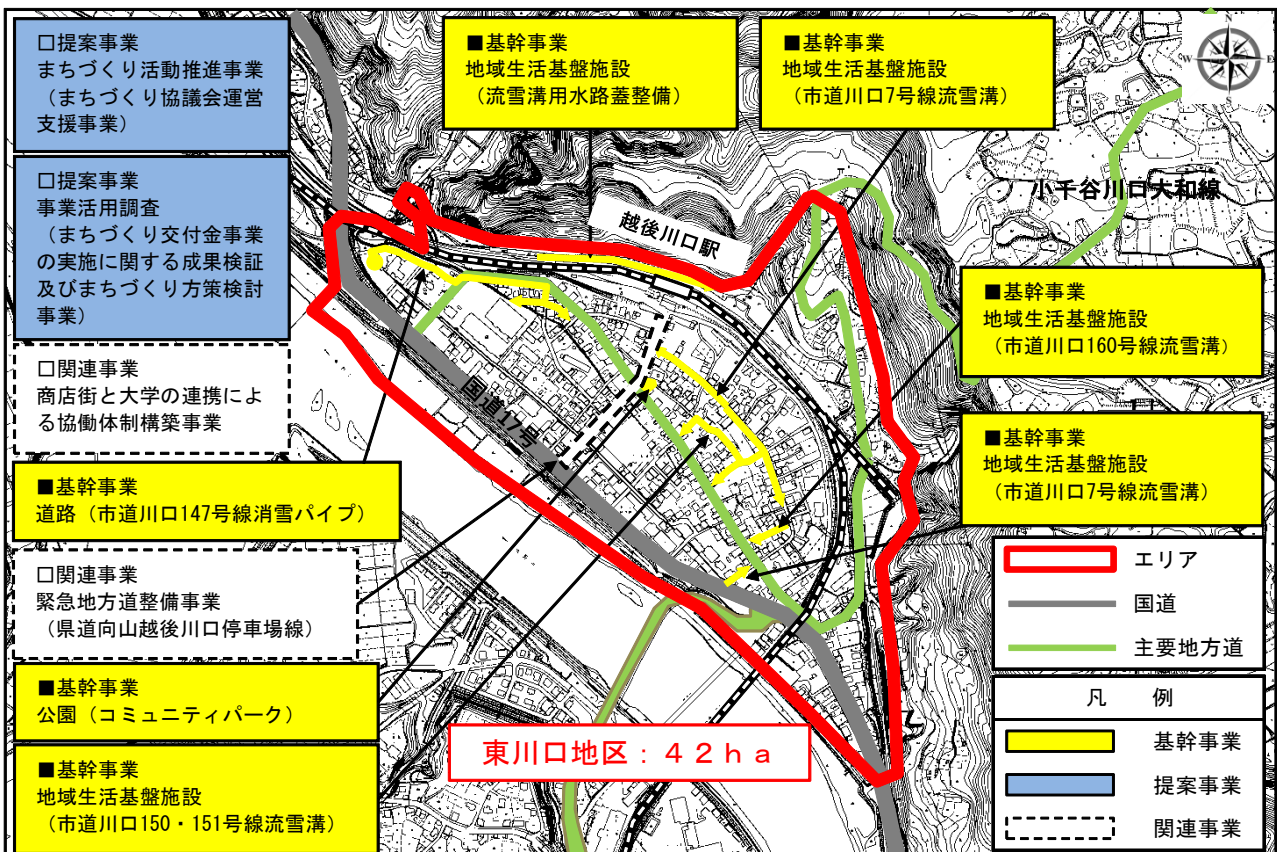 □提案事業
まちづくり活動推進事業
（まちづくり協議会運営
支援事業）
□提案事業
事業活用調査
（まちづくり交付金事業
の実施に関する成果検証
及びまちづくり方策検討
事業）
□関連事業
商店街と大学の連携によ
る協働体制構築事業
■基幹事業
道路（市道川口147号線消雪パイプ）
□関連事業
緊急地方道整備事業
（県道向山越後川口停車場線）
■基幹事業
公園（コミュニティパーク）
■基幹事業
地域生活基盤施設
（市道川口150・151号線流雪溝）
■基幹事業
地域生活基盤施設
（流雪溝用水路蓋整備）
■基幹事業
地域生活基盤施設
（市道川口7号線流雪溝）
N
W
E
S
小千谷川口大和線
越後川口駅
国道17号
■基幹事業
地域生活基盤施設
（市道川口160号線流雪溝）
■基幹事業
地域生活基盤施設
（市道川口7号線流雪溝）
東川口地区：４２ｈａ
エリア
国道
主要地方道
凡　例
基幹事業
提案事業
関連事業